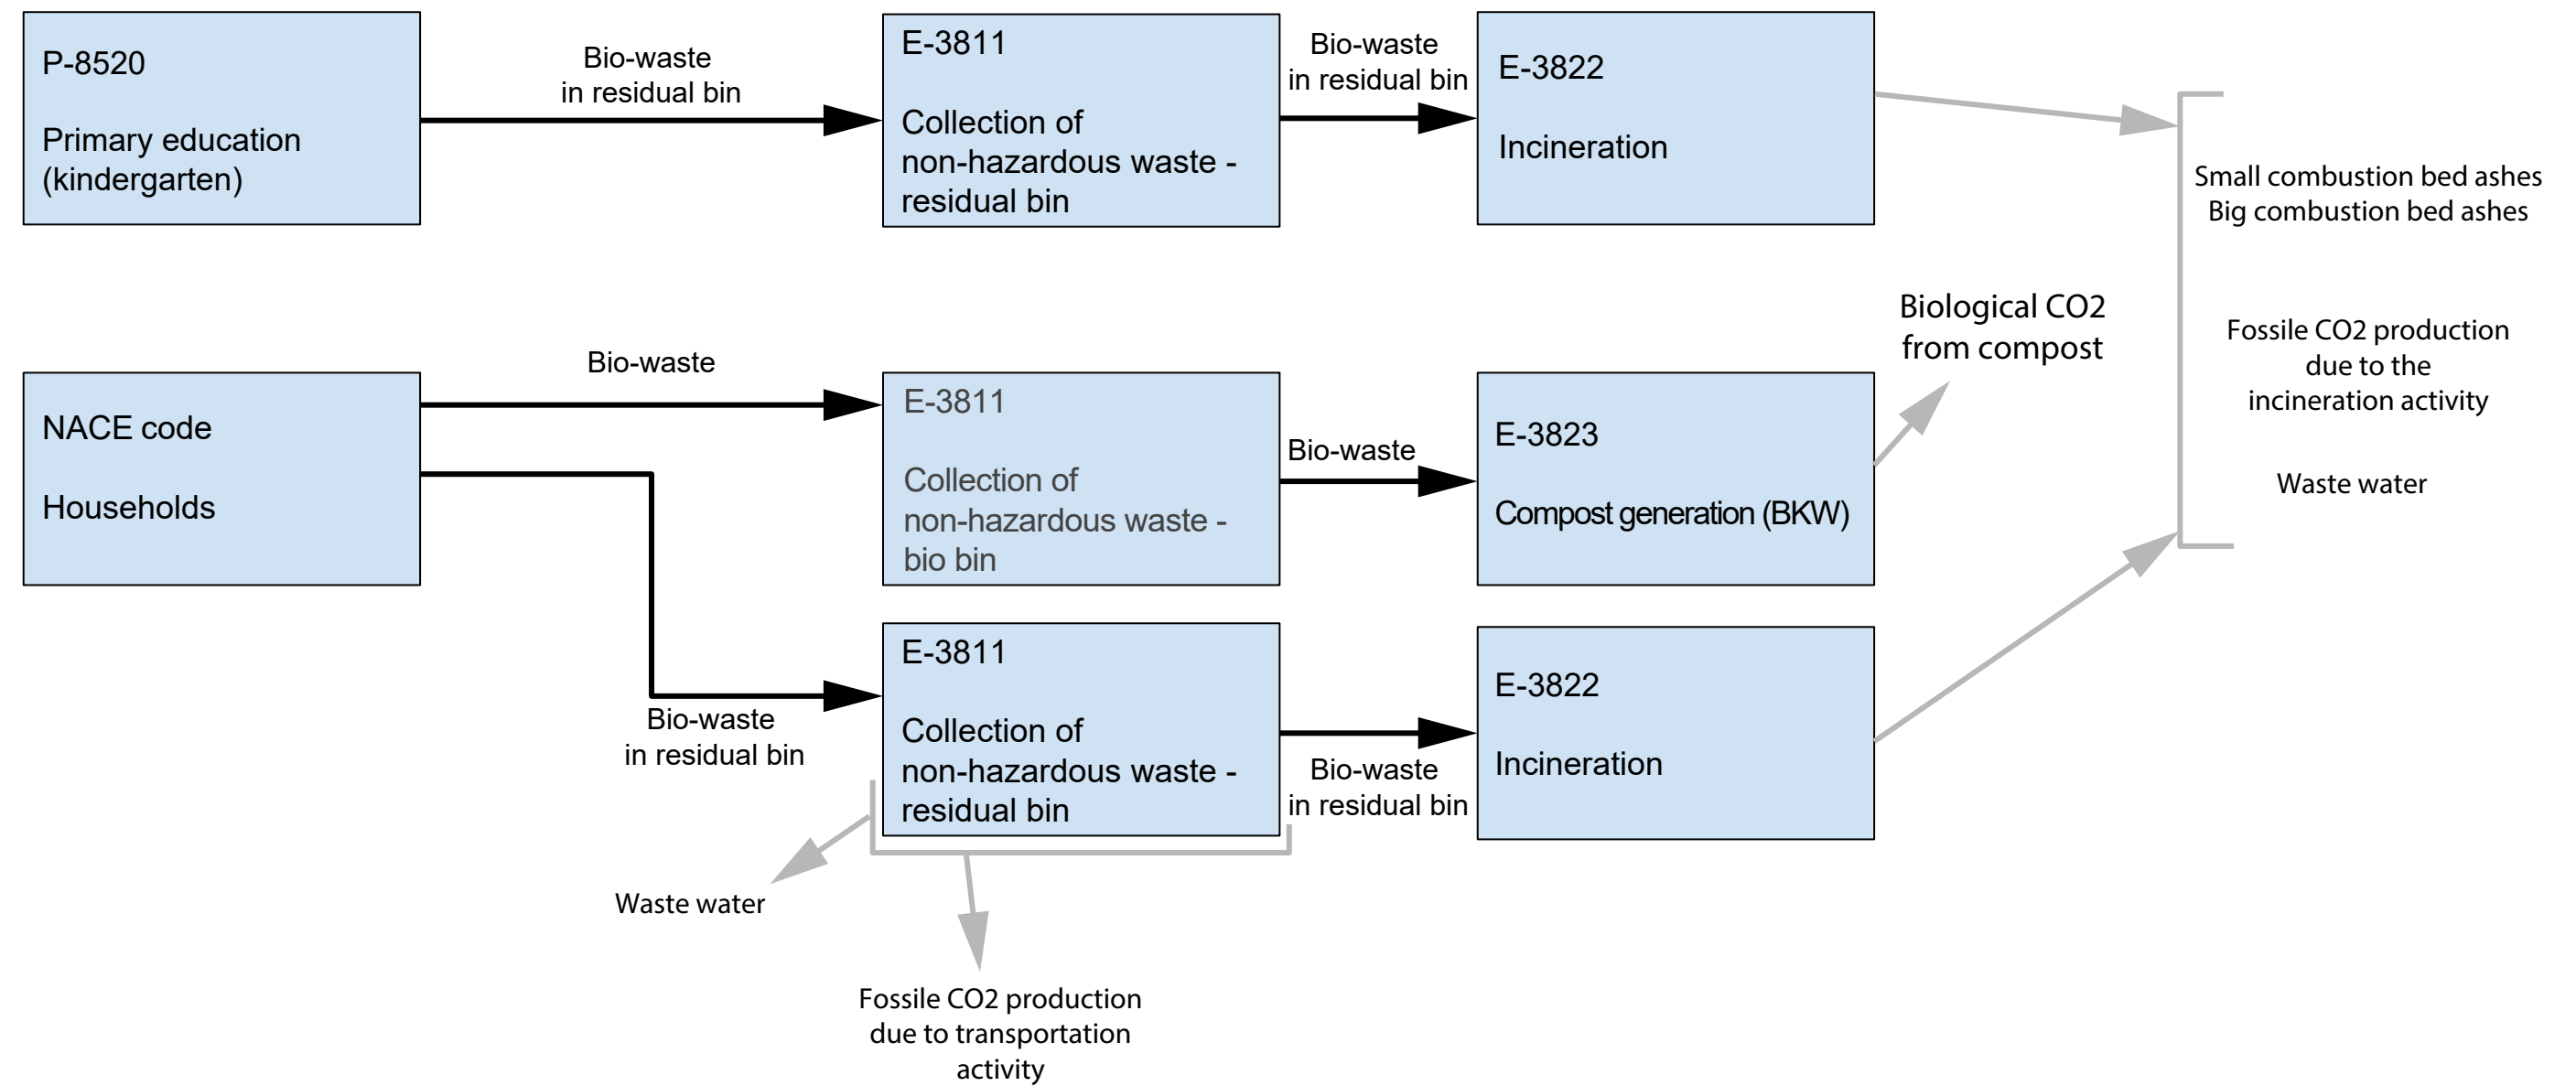 P-8520
Primary education
(kindergarten)
Bio-waste
in residual bin
E-3811
Collection of
non-hazardous waste -
residual bin
Bio-waste
in residual bin
E-3822
Incineration
Small combustion bed ashes
Big combustion bed ashes
Fossile CO2 production
due to the
incineration activity
Waste water
NACE code
Households
Bio-waste
E-3811
Collection of
non-hazardous waste -
bio bin
Bio-waste
E-3823
Compost generation (BKW)
Biological CO2
from compost
Bio-waste
in residual bin
E-3811
Collection of
non-hazardous waste -
residual bin
Bio-waste
in residual bin
E-3822
Incineration
Waste water
Fossile CO2 production
due to transportation
activity